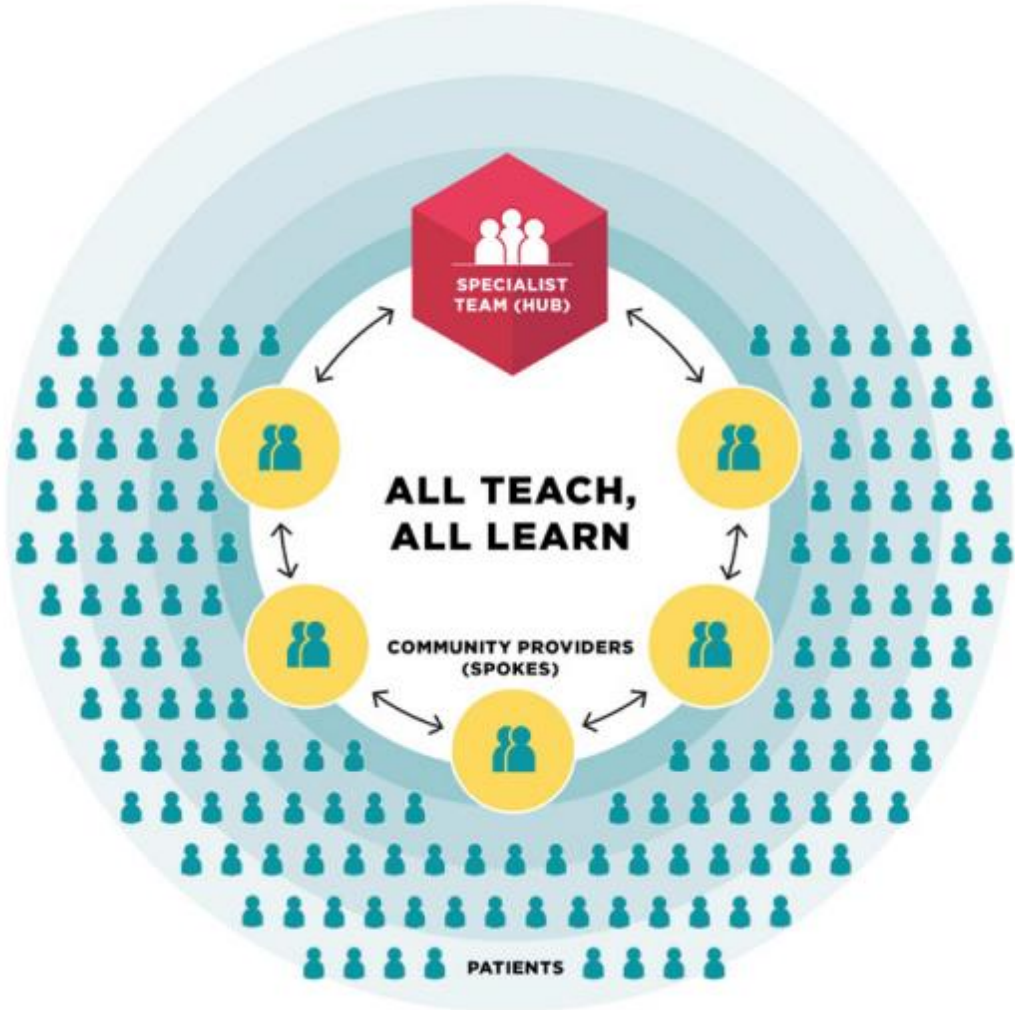 SPECIALIST
TEAM (HUB)
ALL TEACH,
ALL LEARN
COMMUNITY PROVIDERS
(SPOKES)
PATIENTS